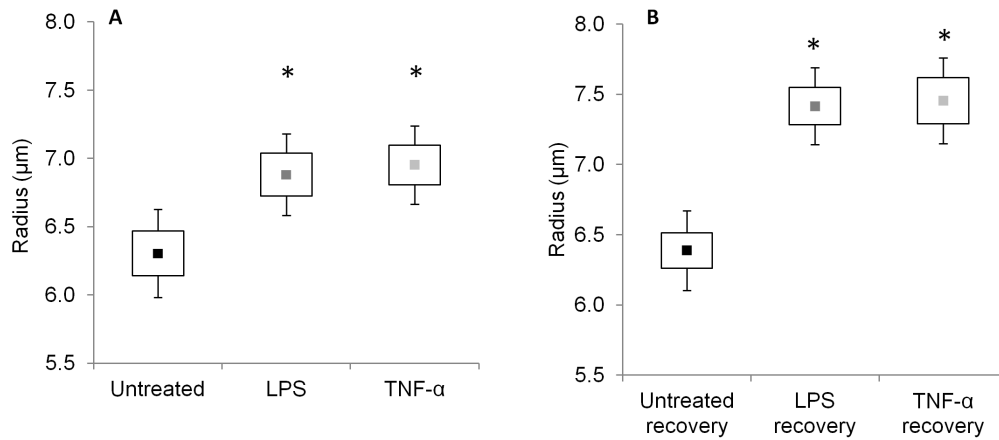 A
8.0
7.5
7.0
6.5
6.0
5.5
Radius (µm)
*
*
Untreated
LPS
TNF-α
B
8.0
7.5
7.0
6.5
6.0
5.5
Radius (µm)
*
*
Untreated
recovery
LPS
recovery
TNF-α
recovery